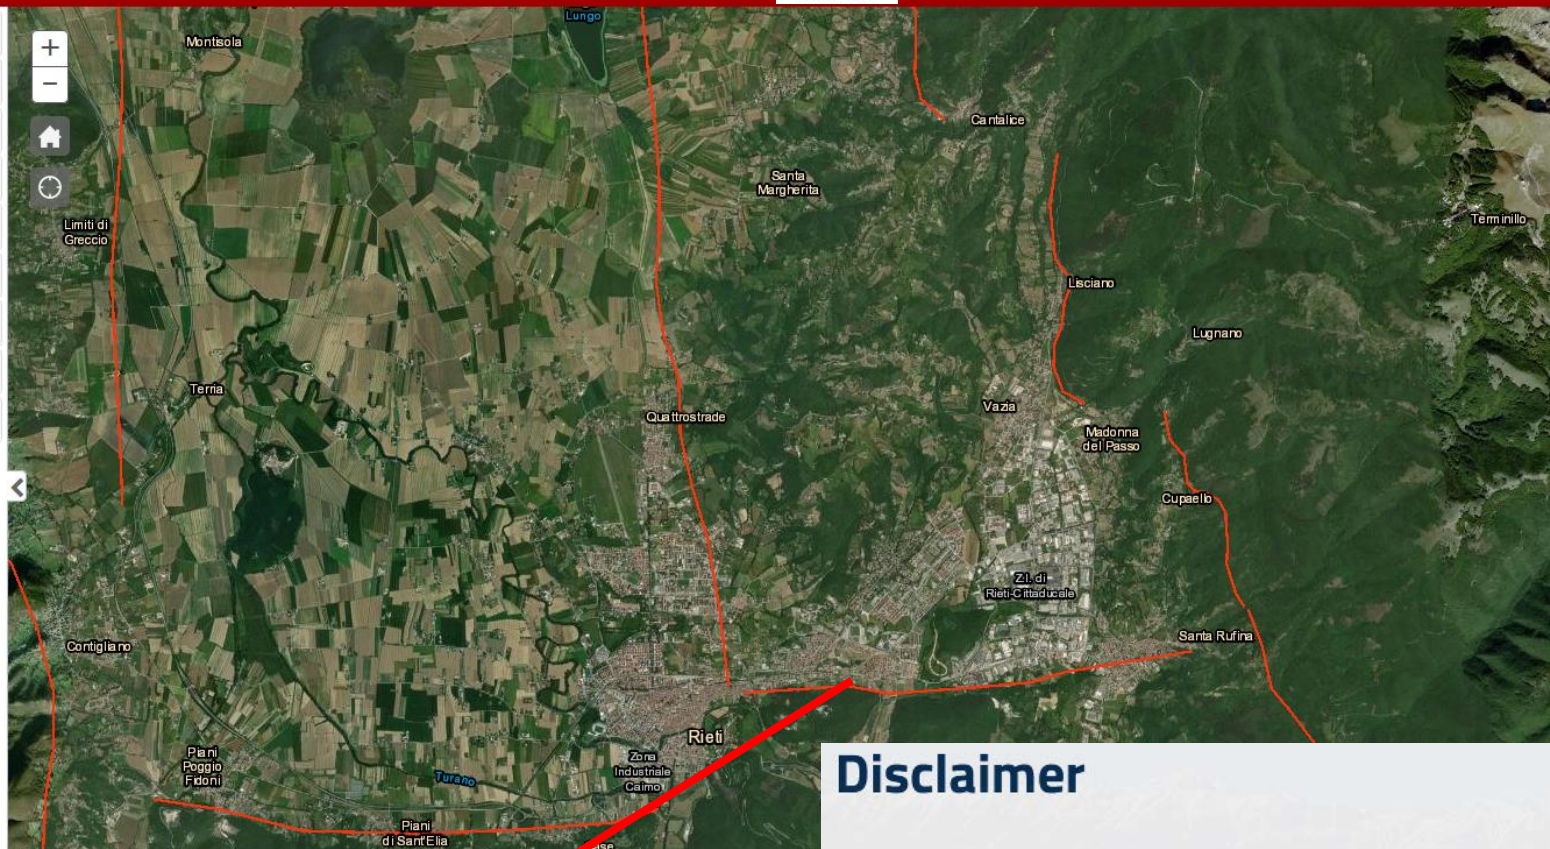 Lungo
Montisola
Cantalice
Santa
Margherita
Limiti di
Greccio
Terminillo
Lisciano
Lugnano
Terria
Quattrostrade
Vazia
Madonna
del Passo
Cupaello
Z.I. di
Rieti-Cittaducale
Contigliano
Santa Rufina
Rieti
Piani
Poggio
Fidoni
Zona
Industriale
Caimo
Turano
Piani
di Sant'Elia
Disclaimer